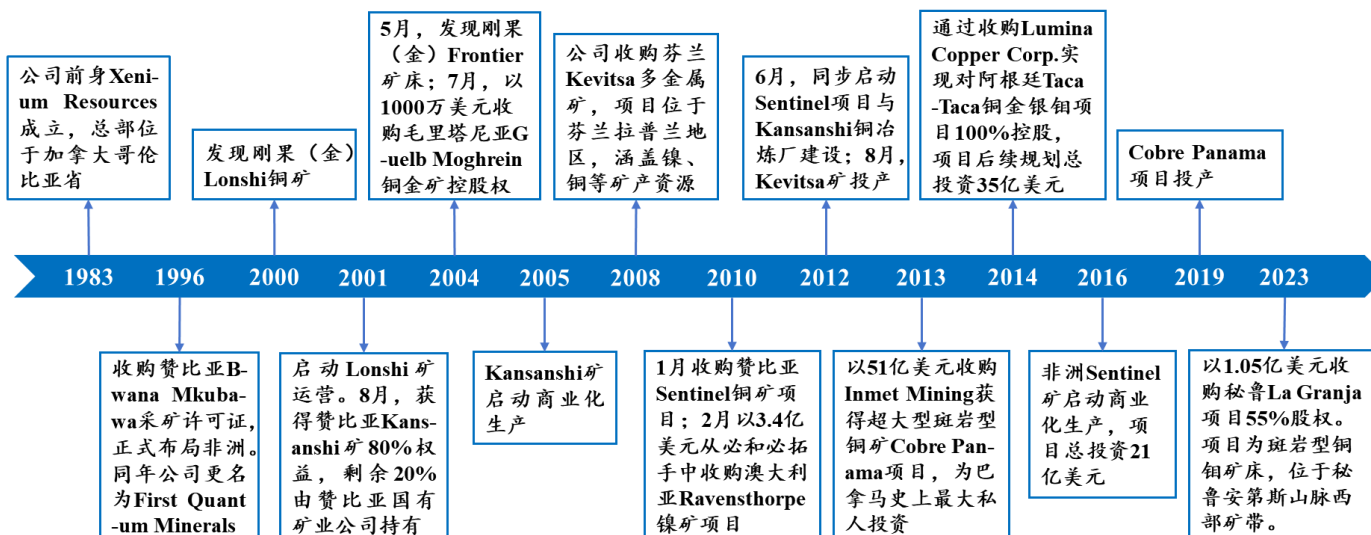 公司前身Xeni-
um Resources
成立，总部位
于加拿大哥伦
比亚省
发现刚果（金）
Lonshi铜矿
5月，发现刚果
（金）Frontier
矿床；7月，以
1000万美元收
购毛里塔尼亚G
-uelb Moghrein
铜金矿控股权
公司收购芬兰
Kevitsa多金属
矿，项目位于
芬兰拉普兰地
区，涵盖镍、
铜等矿产资源
6月，同步启动
Sentinel项目与
Kansanshi铜冶
炼厂建设；8月，
Kevitsa矿投产
通过收购Lumina
Copper Corp.实
现对阿根廷Taca
-Taca铜金银钼项
目100%控股，
项目后续规划总
投资35亿美元
Cobre Panama
项目投产
1983 1996 2000 2001 2004 2005 2008 2010 2012 2013 2014 2016 2019 2023
收购赞比亚B-
wana Mkuba-
wa采矿许可证，
正式布局非洲。
同年公司更名
为First Quant
-um Minerals
启动Lonshi矿
运营。8月，获
得赞比亚Kans-
anshi矿80%权
益，剩余20%
由赞比亚国有
矿业公司持有
Kansanshi矿
启动商业化
生产
1月收购赞比亚
Sentinel铜矿项
目；2月以3.4亿
美元从必和必拓
手中收购澳大利
亚Ravensthorpe
镍矿项目
以51亿美元收购
Inmet Mining获
得超大型斑岩型
铜矿Cobre Pan-
ama项目，为巴
拿马史上最大私
人投资
非洲Sentinel
矿启动商业
化生产，项
目总投资21
亿美元
以1.05亿美元收
购秘鲁La Granja
项目55%股权。
项目为斑岩型铜
钼矿床，位于秘
鲁安第斯山脉西
部矿带。